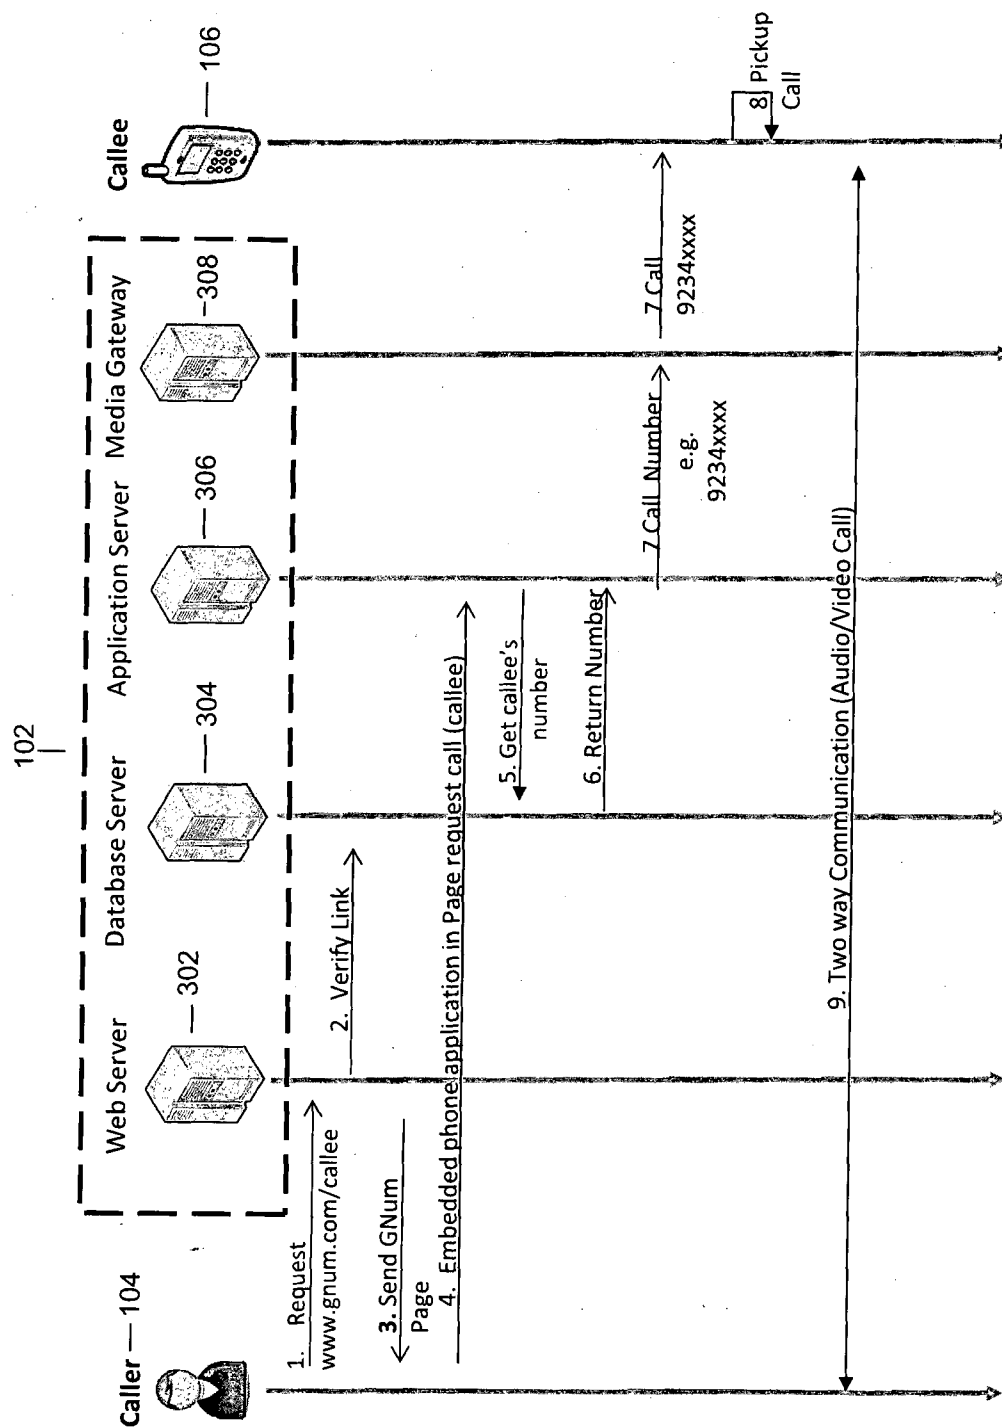 102
Caller — 104
Web Server
302
Database Server
304
Application Server
306
Media Gateway
308
Callee
106
1. Request
www.gnum.com/callee
2. Verify Link
3. Send GNum
Page
4. Embedded phone application in Page request call (callee)
5. Get callee's
number
6. Return Number
7 Call Number
e.g.
9234xxxx
7 Call
9234xxxx
8 Pickup
Call
9. Two way Communication (Audio/Video Call)